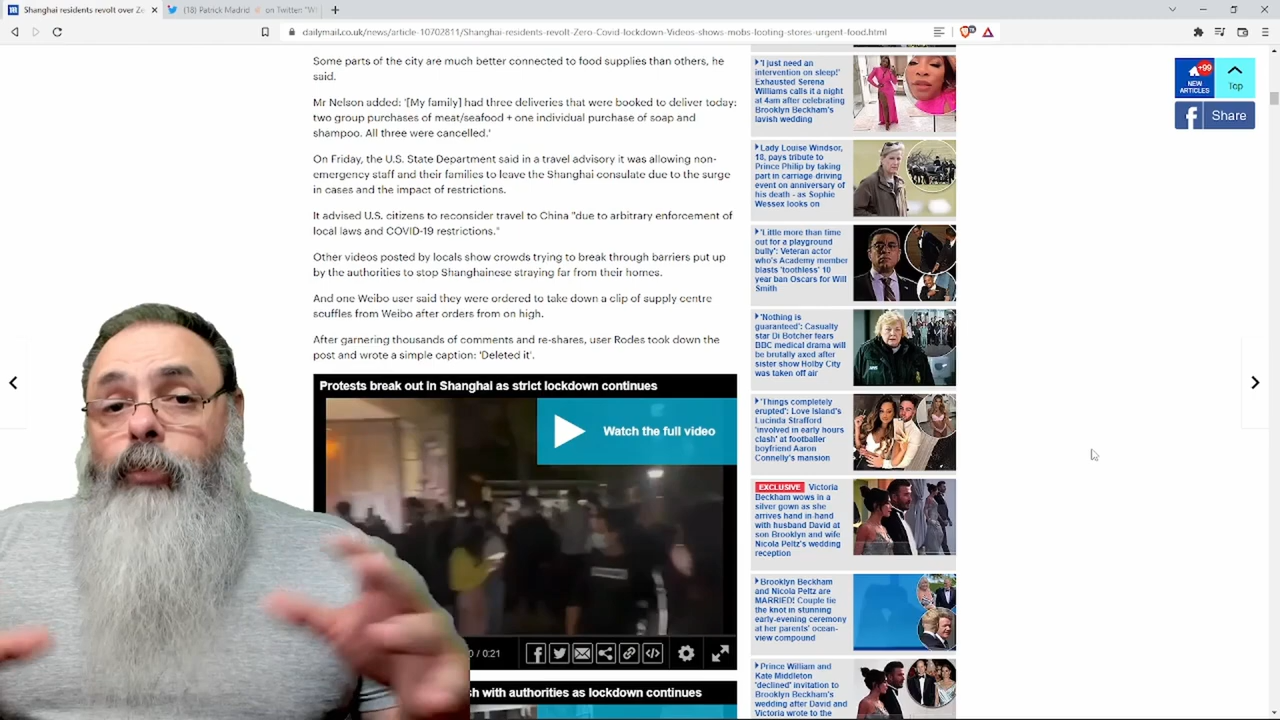 Shanghai residents revolt over Ze
(18) Patrick Madrid on Twitter: "WI
dailymail.co.uk/news/article-10702811/Shanghai-residents-revolt-Zero-Covid-lockdown-Videos-shows-mobs-looting-stores-urgent-food.html
Some parts of the city are much better connected to food supplies than others, he
said.
Mr Nelson added: '[My family] had three deliveries that were booked to deliver today:
two group purchases of meat/seafood + one individual purchase of soap and
shampoo. All three were cancelled.'
On Friday, the U.S. State Department said in a travel advisory it was allowing non-
emergency staff and their families to leave the Shanghai consulate due to the surge
in cases and the impact of restrictions.
It advised U.S. citizens to reconsider travel to China "due to arbitrary enforcement of
local laws and COVID-19 restrictions."
Other videos posted by locals show crowds trying to break through barriers put up
by the authorities to stop Shanghainese straying far from their homes.
And one Weibo user said they were ordered to take down a clip of supply centre
souffles from Weibo after orders from on high.
After garnering thousands of comments and re-shares, user Rodes took down the
post and wrote a simple caption: 'Deleted it'.
Protests break out in Shanghai as strict lockdown continues
Watch the full video
0 / 0:21
sh with authorities as lockdown continues
'I just need an
intervention on sleep!'
Exhausted Serena
Williams calls it a night
at 4am after celebrating
Brooklyn Beckham's
lavish wedding
Lady Louise Windsor,
18, pays tribute to
Prince Philip by taking
part in carriage driving
event on anniversary of
his death - as Sophie
Wessex looks on
'Little more than time
out for a playground
bully': Veteran actor
who's Academy member
blasts 'toothless' 10
year ban Oscars for Will
Smith
'Nothing is
guaranteed': Casualty
star Di Botcher fears
BBC medical drama will
be brutally axed after
sister show Holby City
was taken off air
'Things completely
erupted': Love Island's
Lucinda Strafford
'involved in early hours
clash' at footballer
boyfriend Aaron
Connelly's mansion
EXCLUSIVE Victoria
Beckham wows in a
silver gown as she
arrives hand in-hand
with husband David at
son Brooklyn and wife
Nicola Peltz's wedding
reception
Brooklyn Beckham
and Nicola Peltz are
MARRIED! Couple tie
the knot in stunning
early-evening ceremony
at her parents' ocean-
view compound
Prince William and
Kate Middleton
'declined' invitation to
Brooklyn Beckham's
wedding after David and
Victoria wrote to the
+99
NEW
ARTICLES
Top
Share